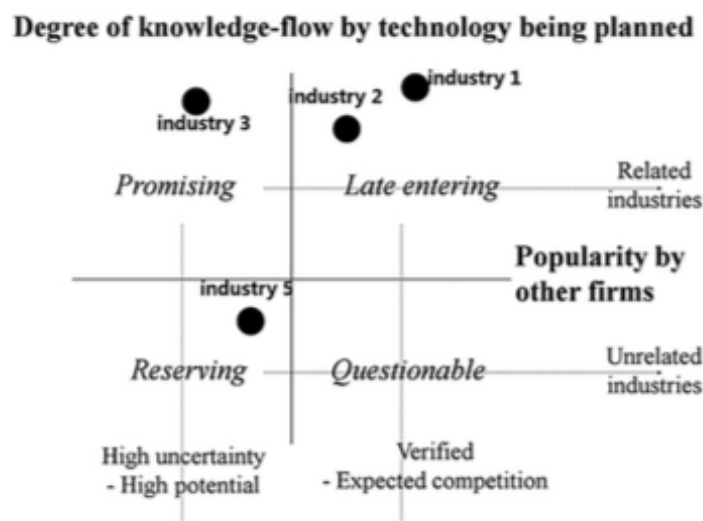 Degree of knowledge-flow by technology being planned
industry 1
industry 2
industry 3
Promising
Late entering
Related
industries
Popularity by
other firms
industry 5
Reserving
Questionable
Unrelated
industries
High uncertainty
- High potential
Verified
- Expected competition